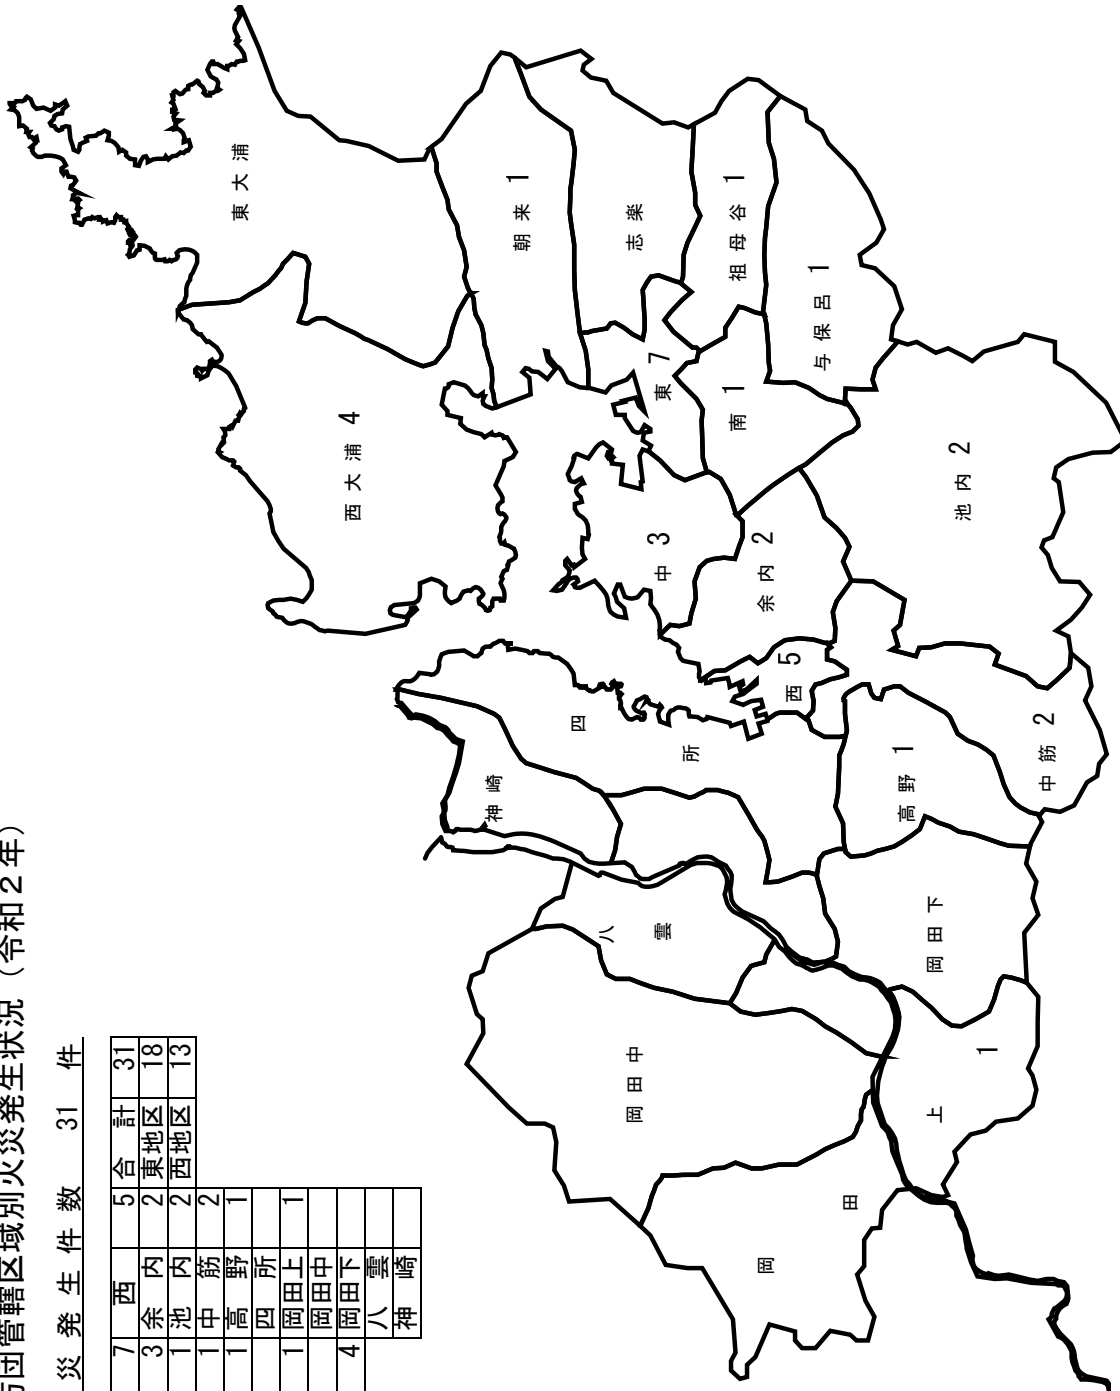 団管轄区域別火災発生状況（令和２年）
災発生件数 31 件
7 西 5 合計 31
3 余内 2 東地区 18
1 池内 2 西地区 13
1 中筋 2
1 高野 1
四所
1 岡田上 1
岡田中
4 岡田下
八雲
神崎
東大浦
西大浦 4
朝来 1
志楽
祖母谷 1
与保呂 1
東 7
南 1
中 3
余内 2
池内 2
西 5
四所
神崎
高野 1
中筋 2
八雲
岡田下
岡田中
岡田上 1